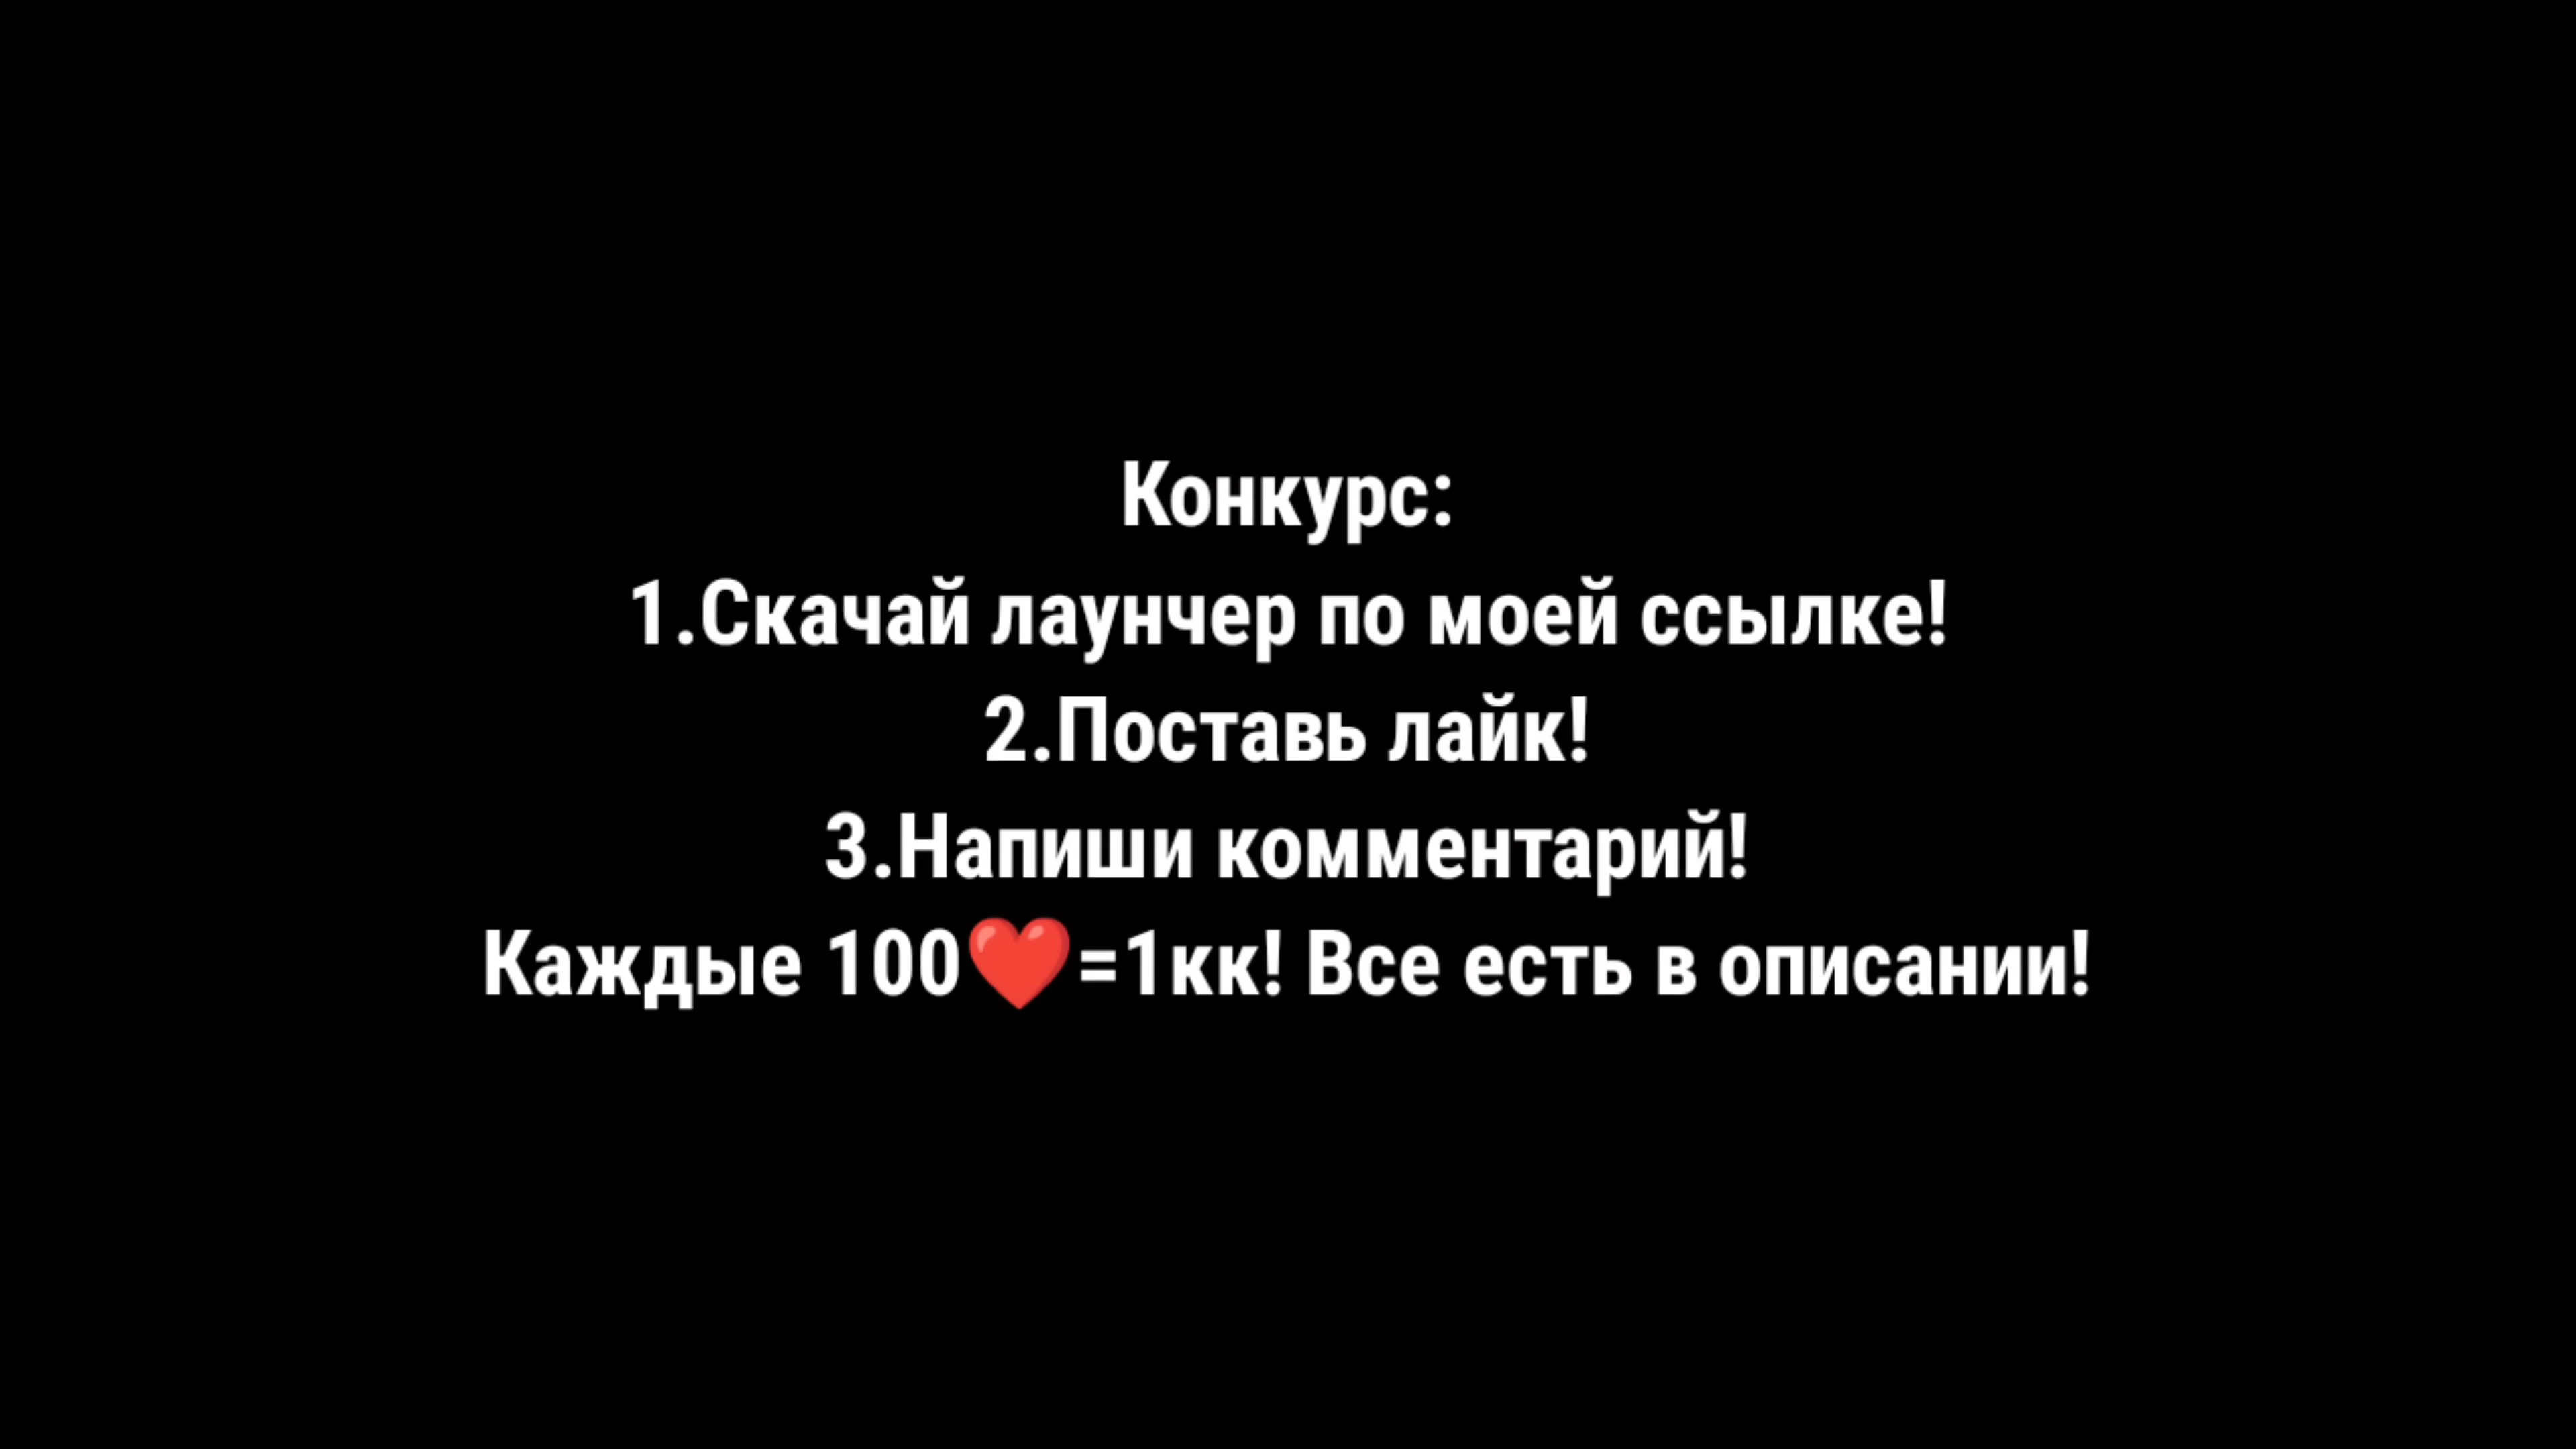 Конкурс:
1.Скачай лаунчер по моей ссылке!
2.Поставь лайк!
3.Напиши комментарий!
Каждые 100❤️=1кк! Все есть в описании!